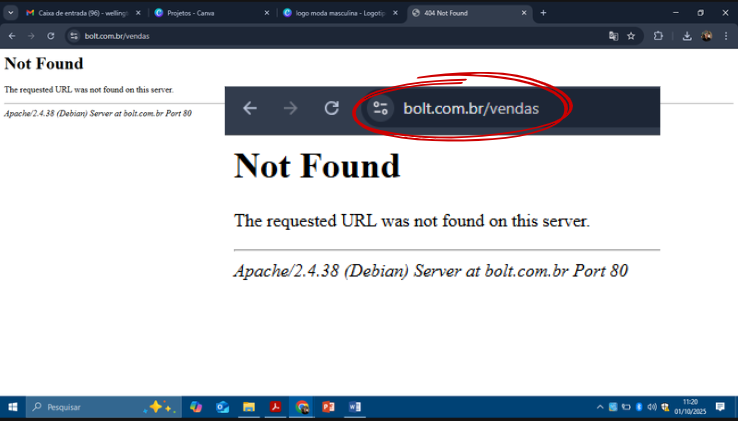 Caixa de entrada (96) - welling
Projetos - Canva
logo moda masculina - Logotip
404 Not Found
bolt.com.br/vendas
Not Found
The requested URL was not found on this server.
Apache/2.4.38 (Debian) Server at bolt.com.br Port 80
bolt.com.br/vendas
Not Found
The requested URL was not found on this server.
Apache/2.4.38 (Debian) Server at bolt.com.br Port 80
Pesquisar
11:20
01/10/2025